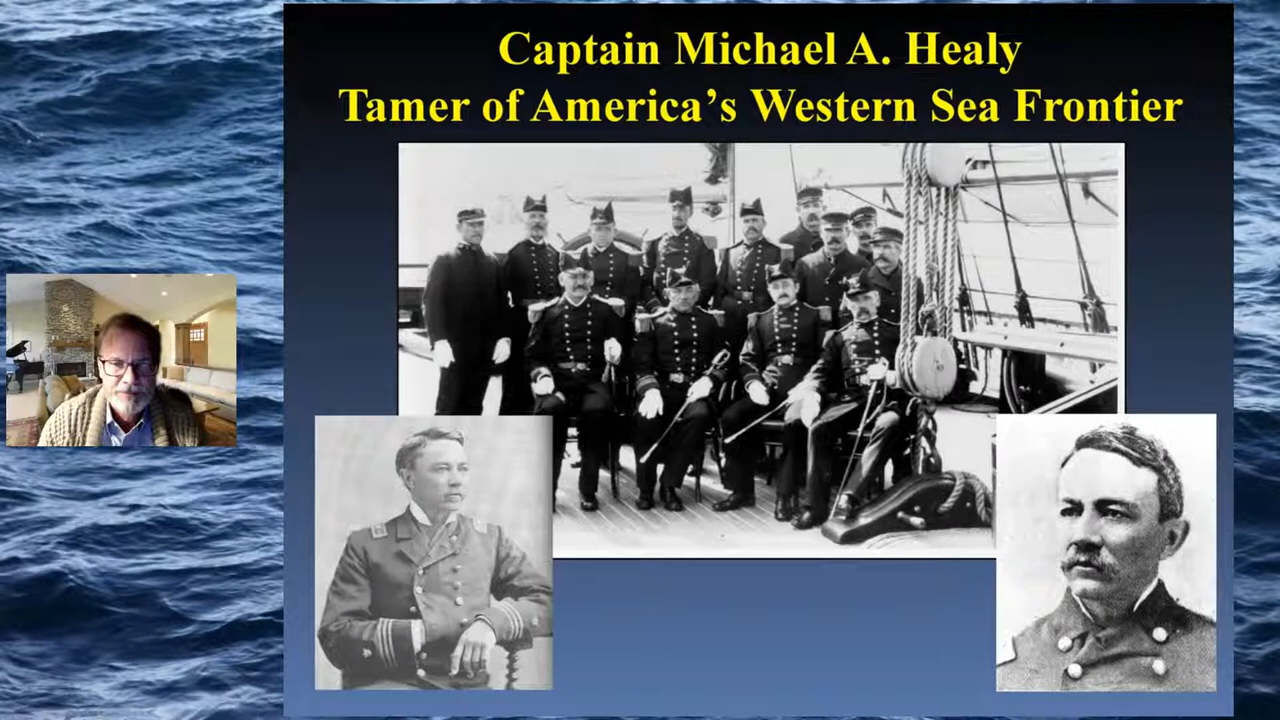 Captain Michael A. Healy
Tamer of America’s Western Sea Frontier